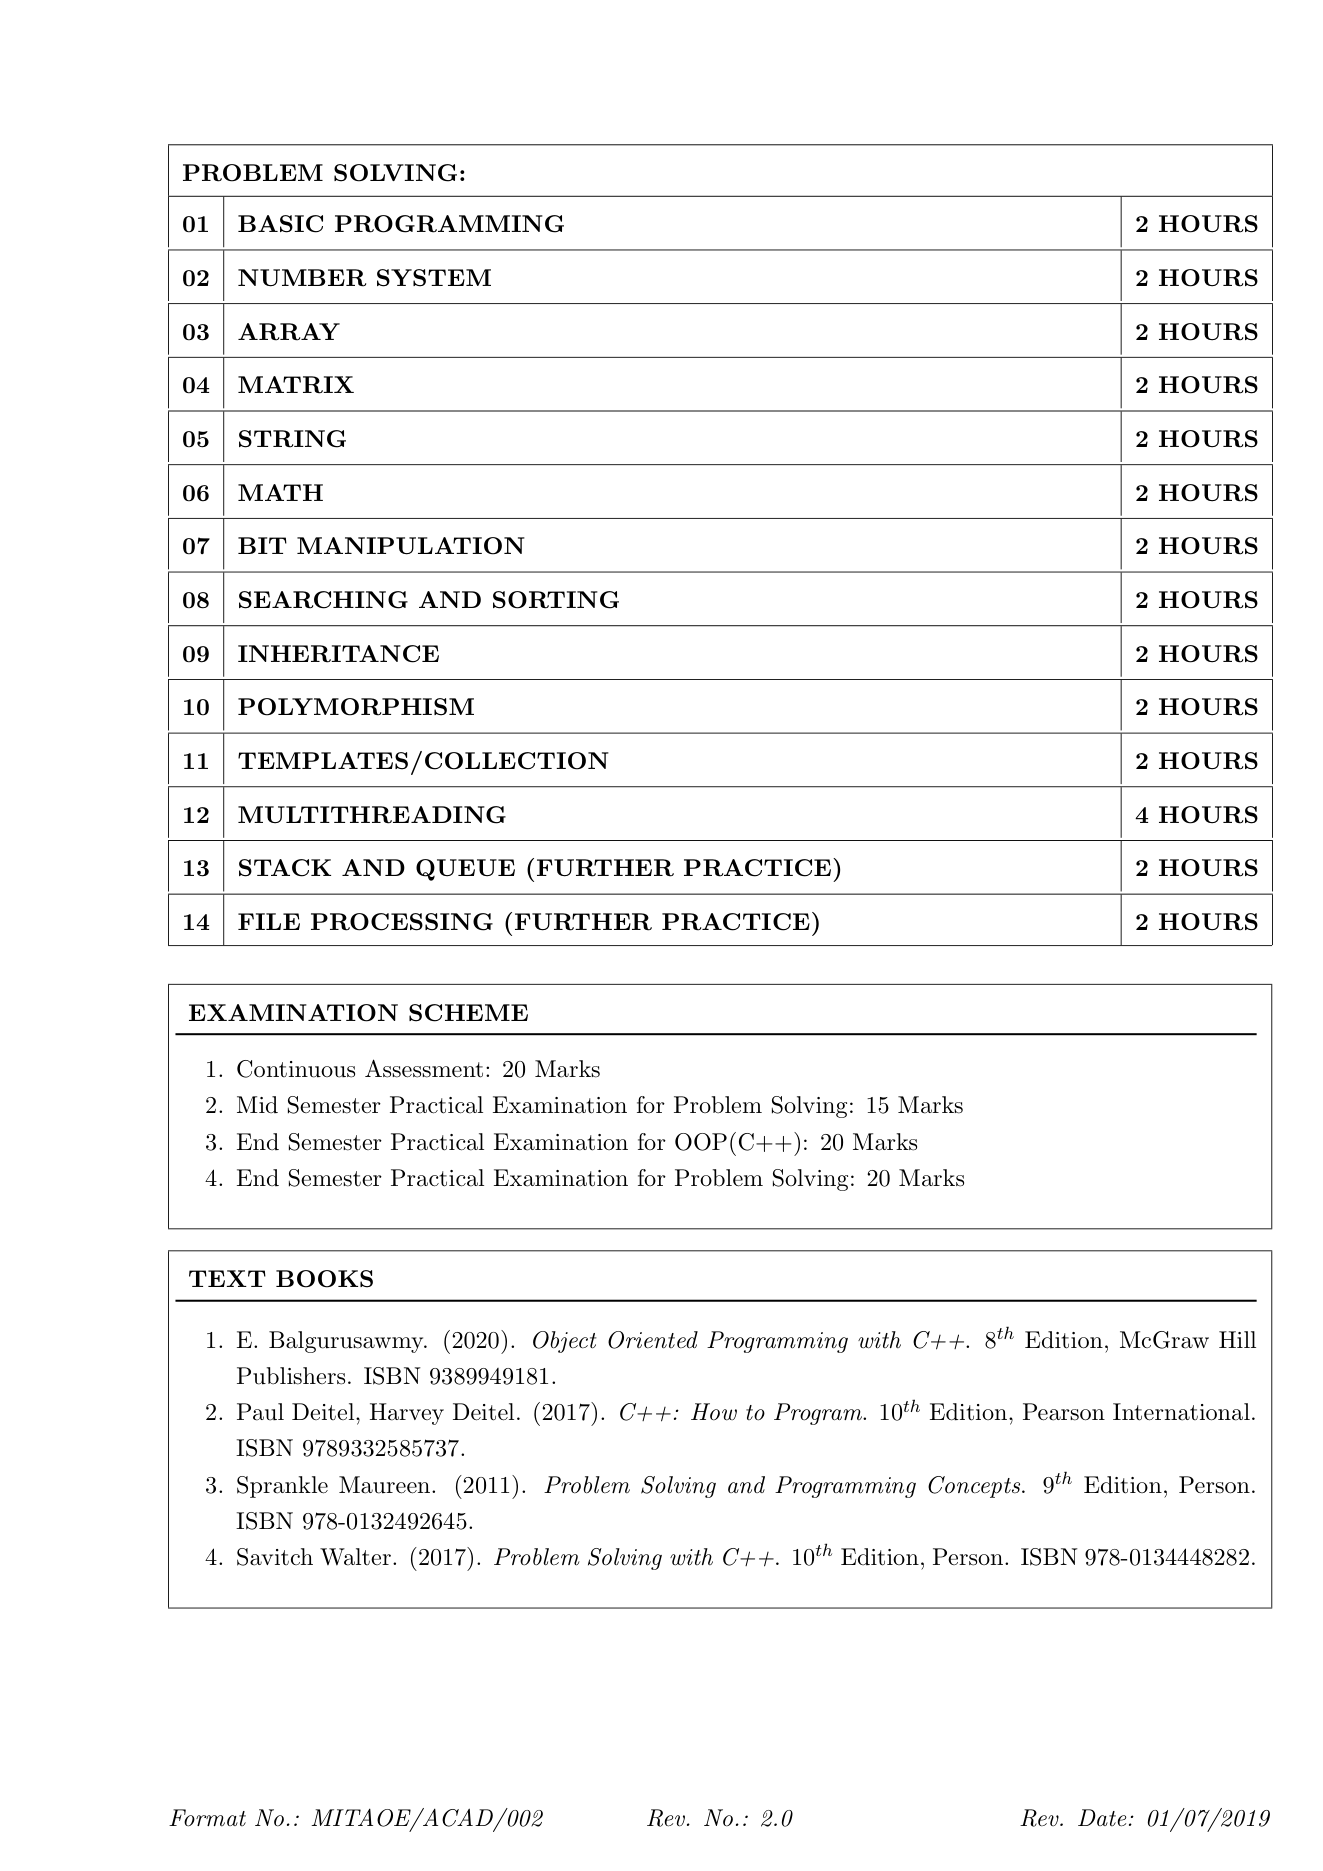 PROBLEM SOLVING:
01 BASIC PROGRAMMING 2 HOURS
02 NUMBER SYSTEM 2 HOURS
03 ARRAY 2 HOURS
04 MATRIX 2 HOURS
05 STRING 2 HOURS
06 MATH 2 HOURS
07 BIT MANIPULATION 2 HOURS
08 SEARCHING AND SORTING 2 HOURS
09 INHERITANCE 2 HOURS
10 POLYMORPHISM 2 HOURS
11 TEMPLATES/COLLECTION 2 HOURS
12 MULTITHREADING 4 HOURS
13 STACK AND QUEUE (FURTHER PRACTICE) 2 HOURS
14 FILE PROCESSING (FURTHER PRACTICE) 2 HOURS
EXAMINATION SCHEME
1. Continuous Assessment: 20 Marks
2. Mid Semester Practical Examination for Problem Solving: 15 Marks
3. End Semester Practical Examination for OOP(C++): 20 Marks
4. End Semester Practical Examination for Problem Solving: 20 Marks
TEXT BOOKS
1. E. Balgurusawmy. (2020). Object Oriented Programming with C++. 8th Edition, McGraw Hill
Publishers. ISBN 9389949181.
2. Paul Deitel, Harvey Deitel. (2017). C++: How to Program. 10th Edition, Pearson International.
ISBN 9789332585737.
3. Sprankle Maureen. (2011). Problem Solving and Programming Concepts. 9th Edition, Person.
ISBN 978-0132492645.
4. Savitch Walter. (2017). Problem Solving with C++. 10th Edition, Person. ISBN 978-0134448282.
Format No.: MITAOE/ACAD/002 Rev. No.: 2.0 Rev. Date: 01/07/2019